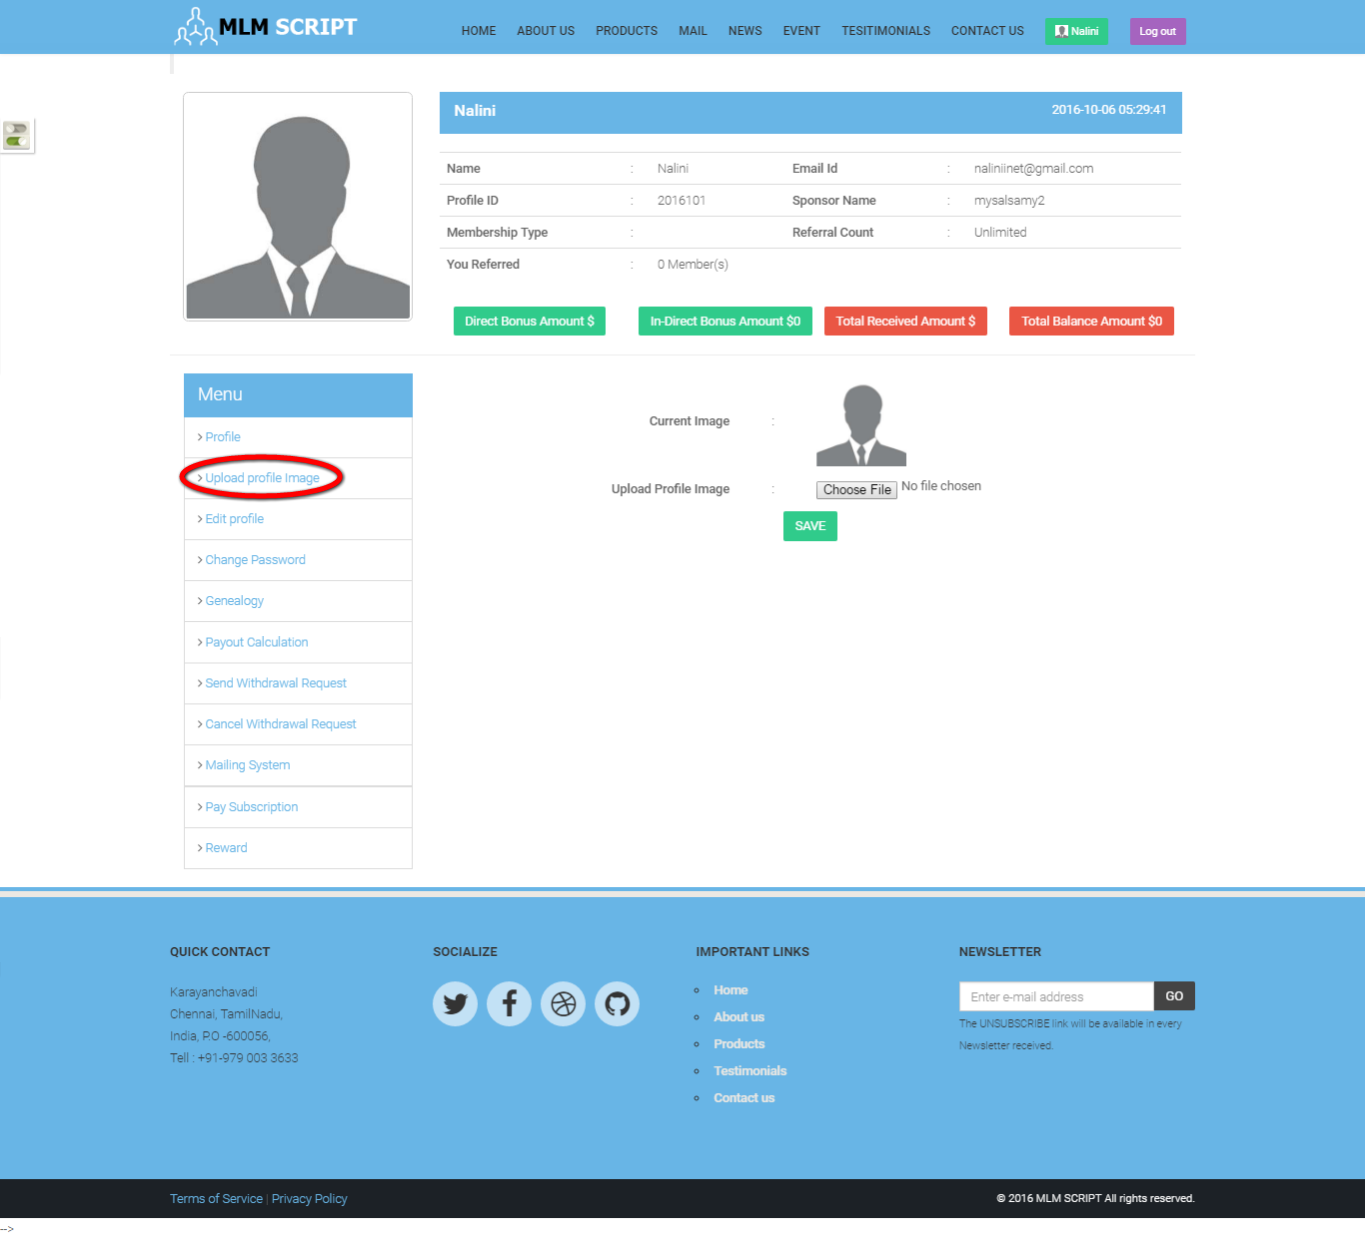 MLM SCRIPT
HOME ABOUT US PRODUCTS MAIL NEWS EVENT TESITIMONIALS CONTACT US Nalini Log out
Nalini 2016-10-06 05:29:41
Name : Nalini Email Id : naliniinet@gmail.com
Profile ID : 2016101 Sponsor Name : mysalsamy2
Membership Type : Referral Count : Unlimited
You Referred : 0 Member(s)
Direct Bonus Amount $ In-Direct Bonus Amount $0 Total Received Amount $ Total Balance Amount $0
Menu
> Profile
> Upload profile Image
> Edit profile
> Change Password
> Genealogy
> Payout Calculation
> Send Withdrawal Request
> Cancel Withdrawal Request
> Mailing System
> Pay Subscription
> Reward
Current Image :
Upload Profile Image : Choose File No file chosen
SAVE
QUICK CONTACT
Karayanchavadi
Chennai, TamilNadu,
India, P.O -600056,
Tell : +91-979 003 3633
SOCIALIZE
IMPORTANT LINKS
Home
About us
Products
Testimonials
Contact us
NEWSLETTER
Enter e-mail address GO
The UNSUBSCRIBE link will be available in every
Newsletter received.
Terms of Service | Privacy Policy
© 2016 MLM SCRIPT All rights reserved.
-->